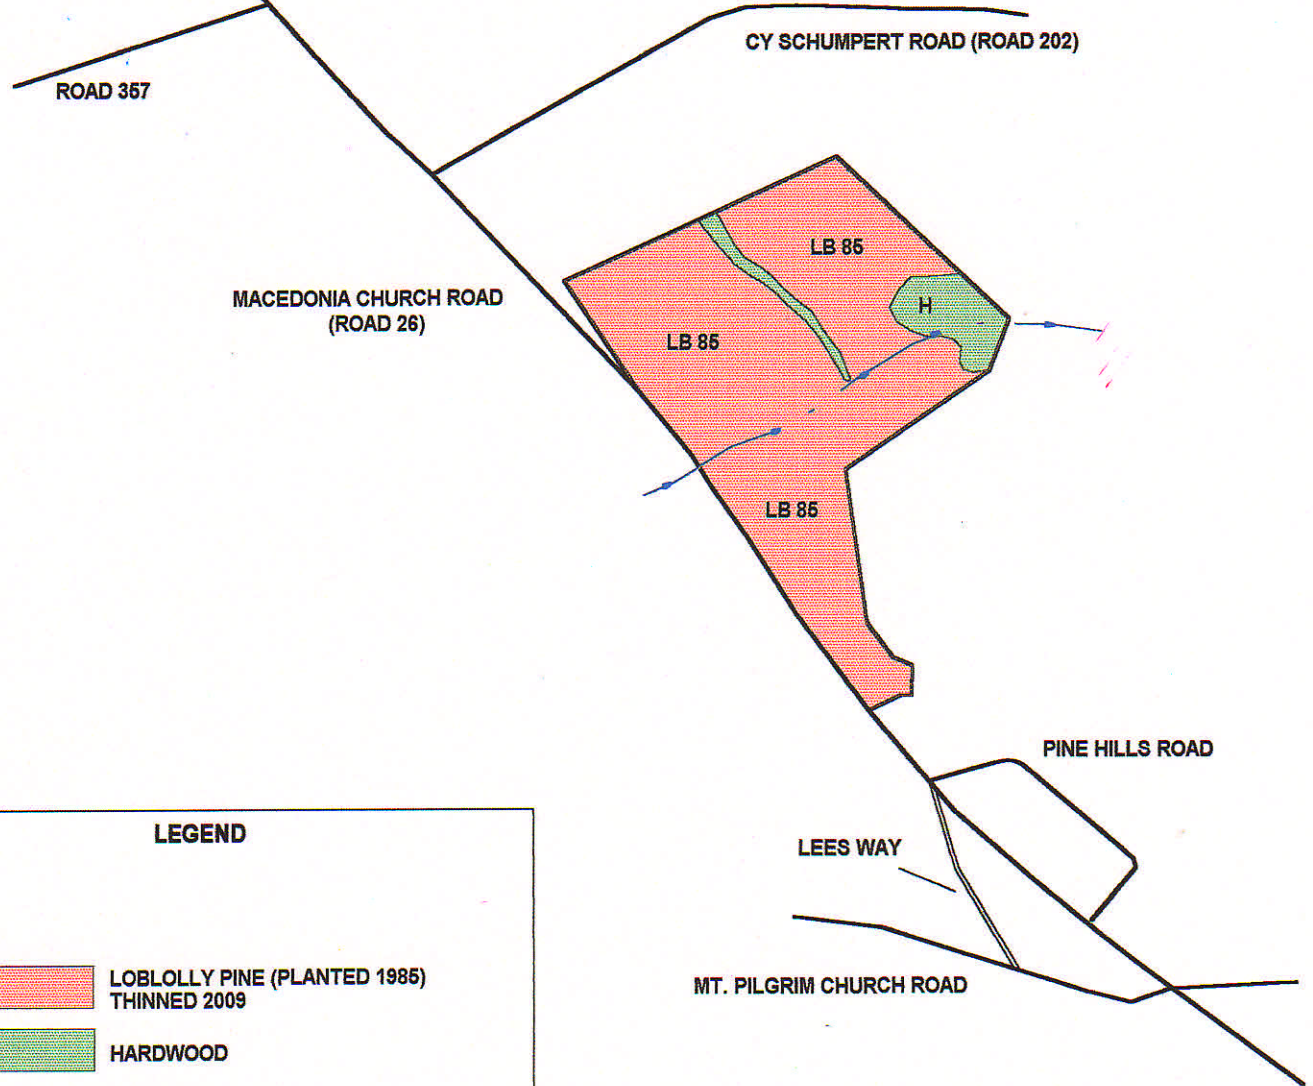 CY SCHUMPERT ROAD (ROAD 202)
ROAD 357
LB 85
MACEDONIA CHURCH ROAD
(ROAD 26)
H
LB 85
LB 85
PINE HILLS ROAD
LEES WAY
MT. PILGRIM CHURCH ROAD
LEGEND
LOBLOLLY PINE (PLANTED 1985)
THINNED 2009
HARDWOOD